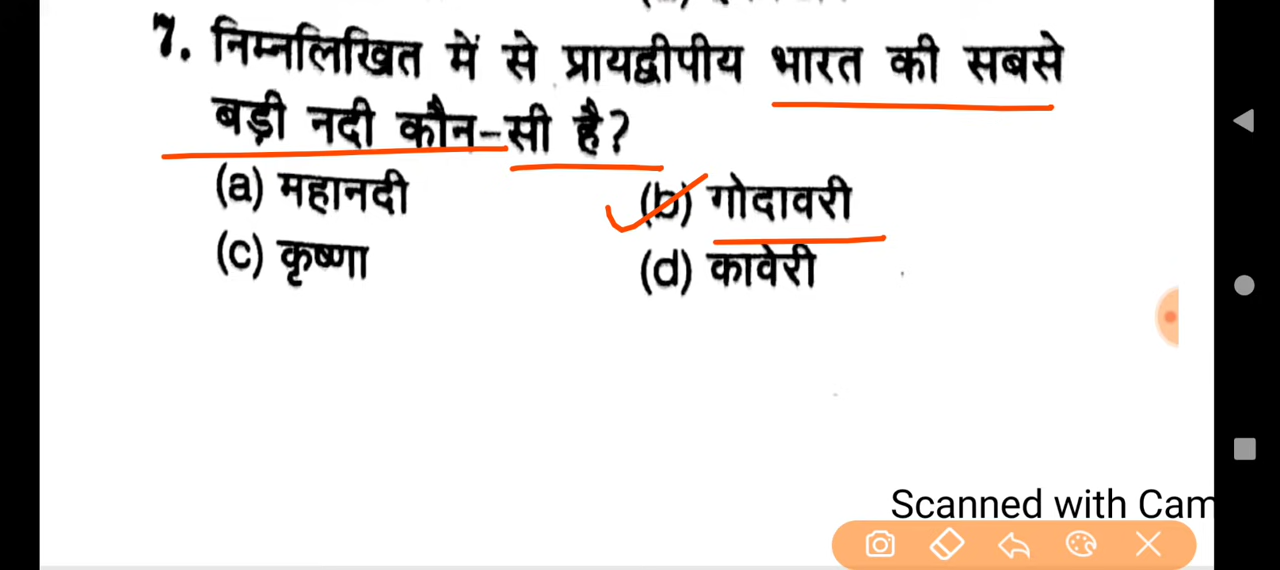 7. निम्नलिखित में से प्रायद्वीपीय भारत की सबसे
बड़ी नदी कौन-सी है?
(a) महानदी (b) गोदावरी
(c) कृष्णा (d) कावेरी
Scanned with Cam